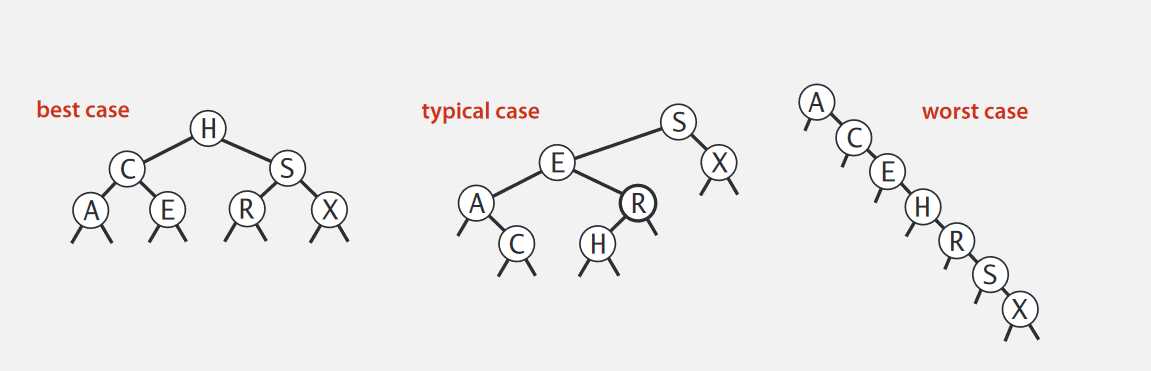 best case
H
C S
A E R X
typical case
S
E X
A R
C H
worst case
A
C
E
H
R
S
X